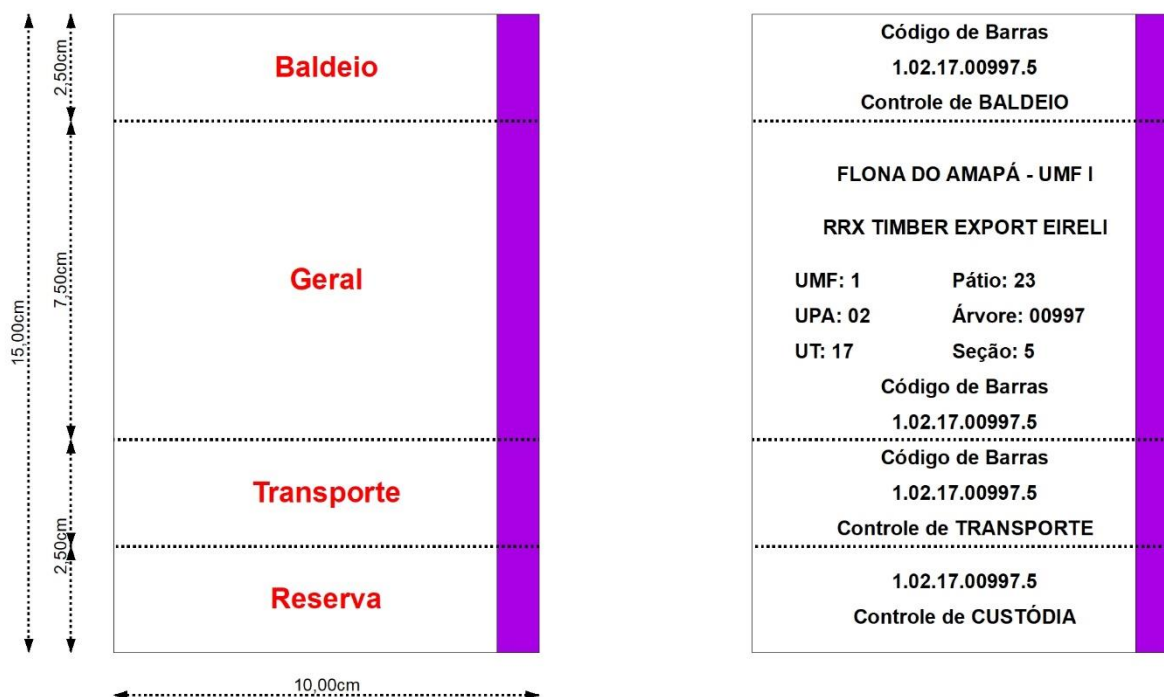 2,50cm
7,50cm
15,00cm
2,50cm
10,00cm
Baldeio
Geral
Transporte
Reserva
Código de Barras
1.02.17.00997.5
Controle de BALDEIO
FLONA DO AMAPÁ - UMF I
RRX TIMBER EXPORT EIRELI
UMF: 1 Pátio: 23
UPA: 02 Árvore: 00997
UT: 17 Seção: 5
Código de Barras
1.02.17.00997.5
Código de Barras
1.02.17.00997.5
Controle de TRANSPORTE
1.02.17.00997.5
Controle de CUSTÓDIA